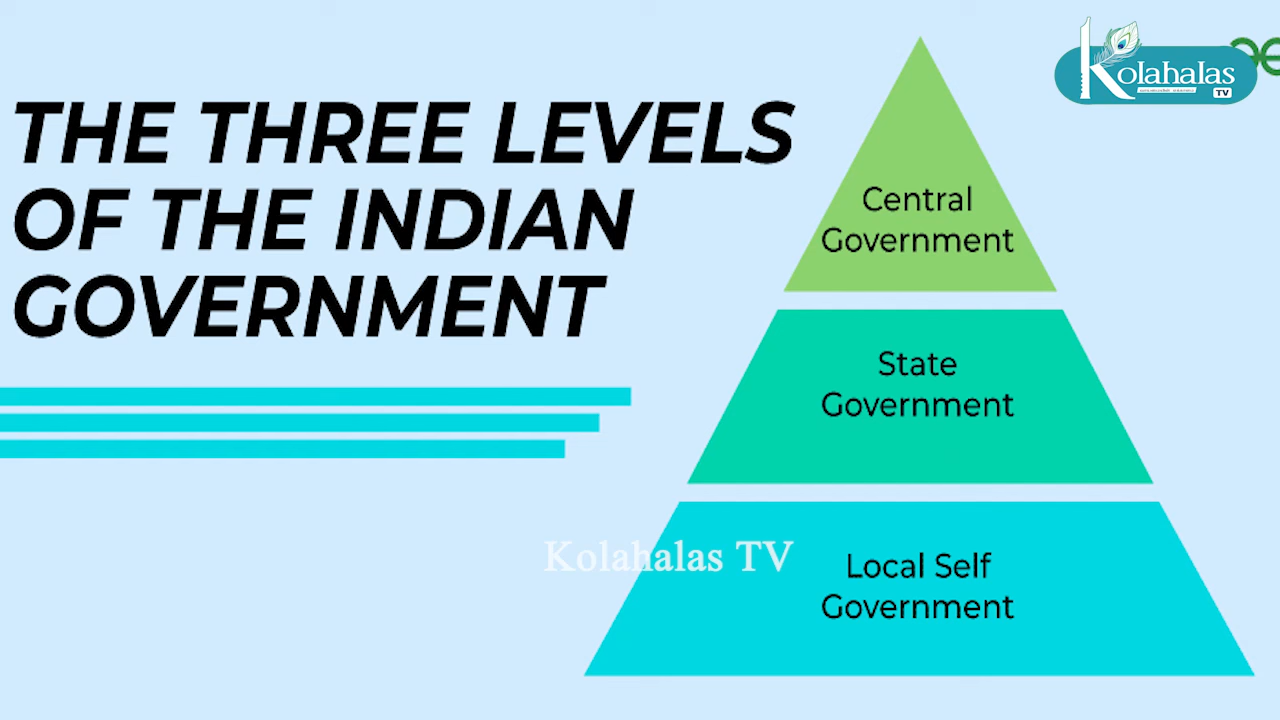 THE THREE LEVELS
OF THE INDIAN
GOVERNMENT
Kolahalas
TV
Central
Government
State
Government
Local Self
Government
Kolahalas TV